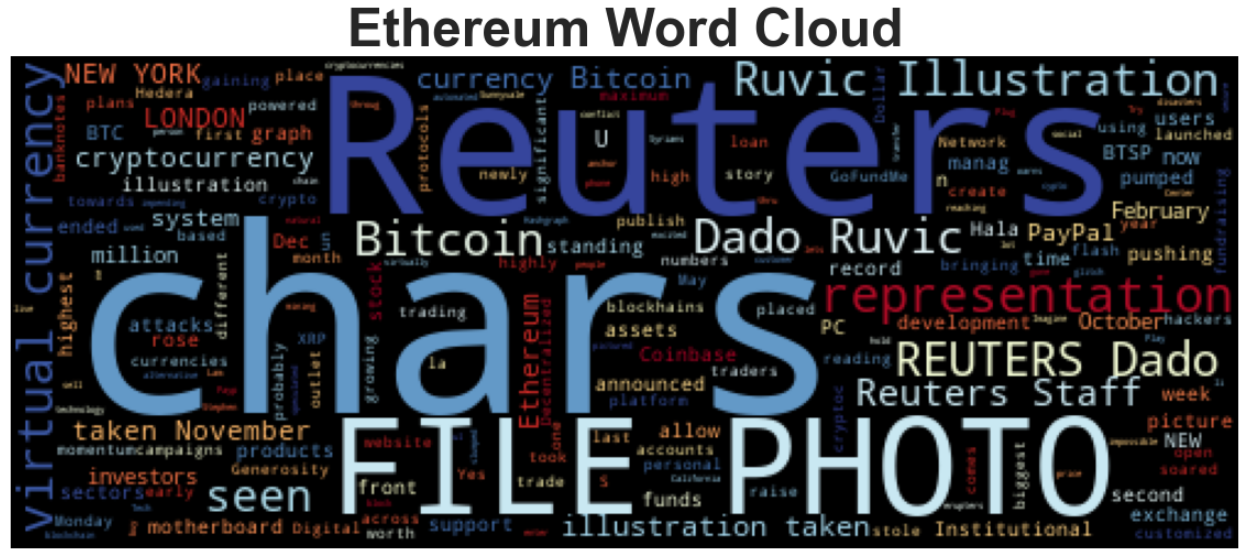 Ethereum Word Cloud
NEW YORK gaining place
currency Bitcoin
Ruvic Illustration
Hedera
plans
powered
maximum
Dollar
users
LONDON
BTC
first graph
Reuters
protocols
significant
U
loan
Network
using launched
banknotes
cryptocurrency
newly
high
story
GoFundMe
manag
n
BTSP now
illustration
create
pumped
towards
crypto
publish
February
virtual currency
ended
system
based
Dec
month
Bitcoin
standing
Dado Ruvic
Hala
PayPal
year
numbers
time
flash
pushing
fundraising
million
highly
May
record
bringing
highest
different
stock
chars
representation
trading
blockhains
placed
PC
development
October
hackers
attacks
rose
XRP
assets
currencies
probably
outlet
growing
la
Ethereum
Decentralized
Coinbase
traders
reading
REUTERS Dado
announced
platform
Reuters Staff
week
cryptoc
picture
taken November
FILE PHOTO
website
last
allow
NEW
momentum
campaigns
products
one
took
accounts
open
investors
Generosity
Yes
personal
comes
biggest
soared
sectors
early
seen
front
trade
s
funds
raise
second
Monday
motherboard
Digital
across
worth
support
illustration taken
stole
Institutional
exchange
customized